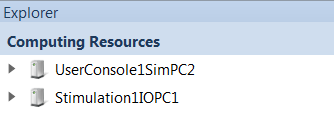 Explorer
Computing Resources
UserConsole1SimPC2
Stimulation1IOPC1